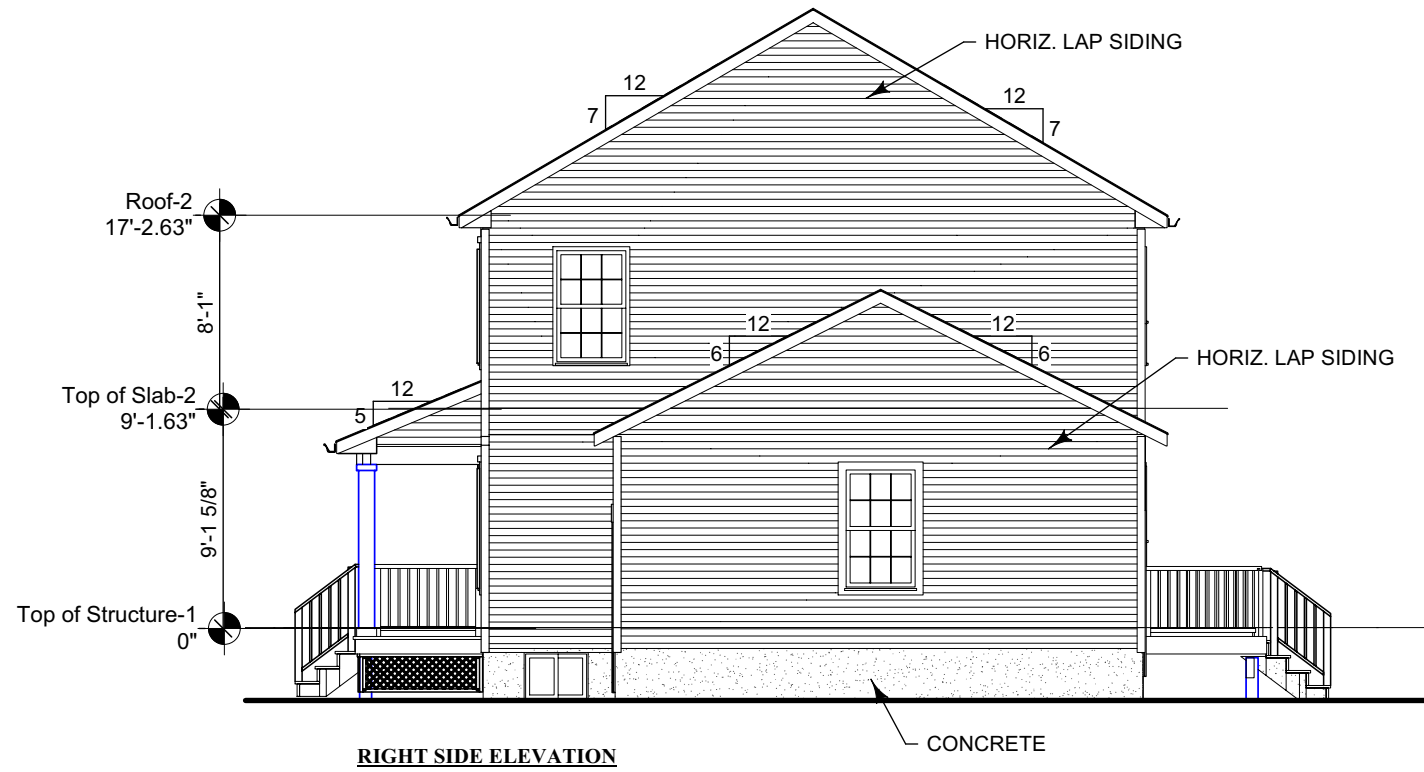 HORIZ. LAP SIDING
12
7
12
7
Roof-2
17'-2.63"
8'-1"
12
6
12
6
HORIZ. LAP SIDING
Top of Slab-2
9'-1.63"
12
5
9'-1 5/8"
Top of Structure-1
0"
CONCRETE
RIGHT SIDE ELEVATION